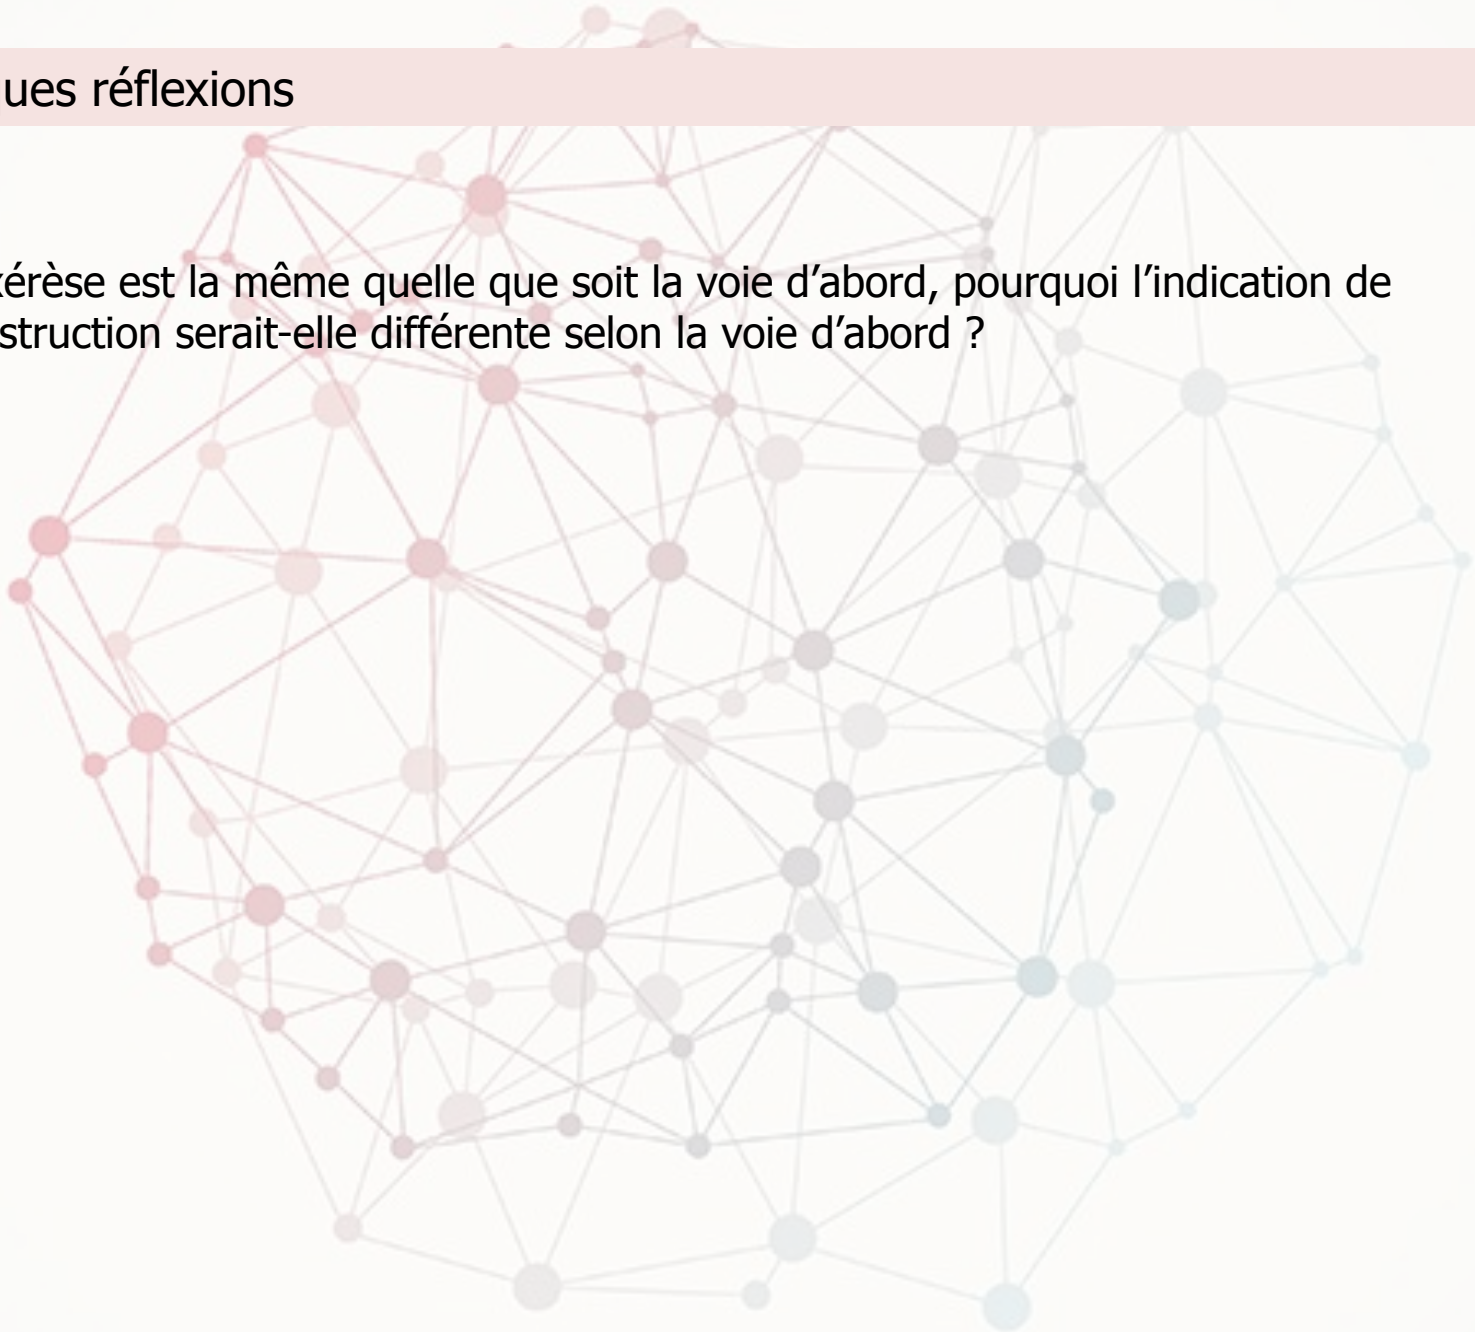 ues réflexions
érèse est la même quelle que soit la voie d’abord, pourquoi l’indication de
struction serait-elle différente selon la voie d’abord ?